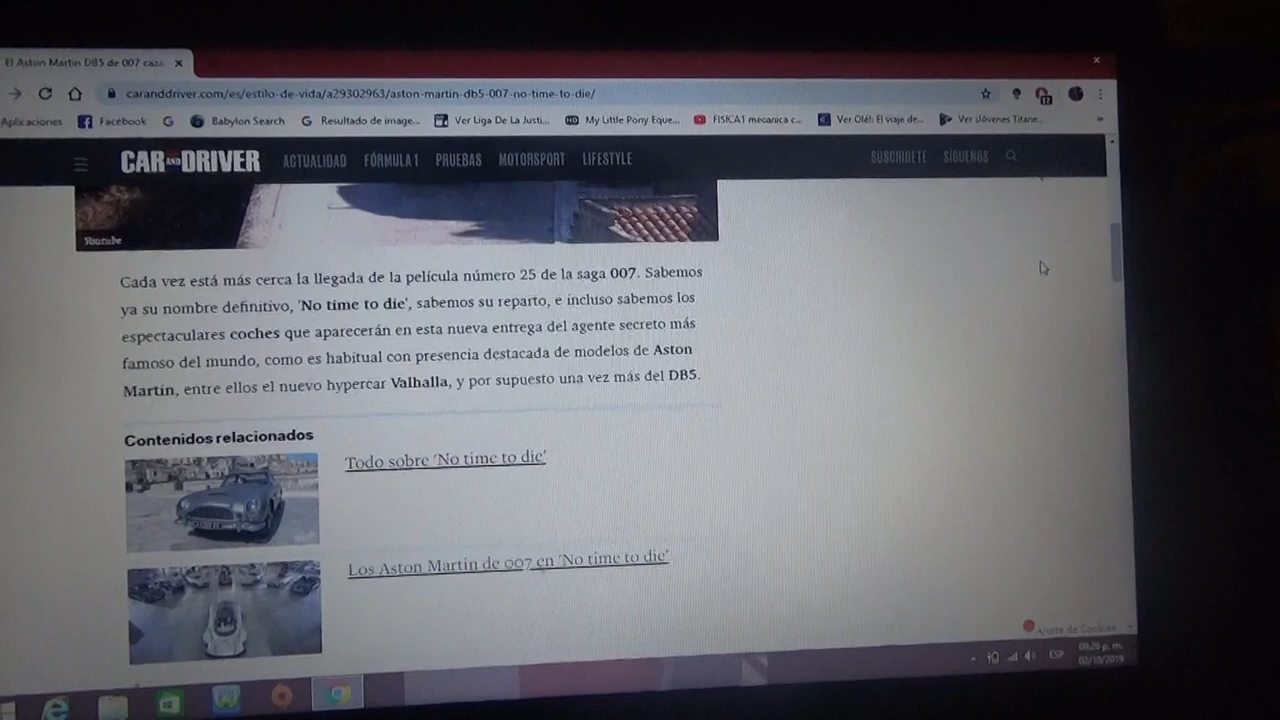 El Aston Martin DB5 de 007 caza
caranddriver.com/es/estilo-de-vida/a29302963/aston-martin-db5-007-no-time-to-die/
Aplicaciones Facebook Babylon Search Resultado de image... Ver Liga De La Justi... My Little Pony Eque... FISICA1 mecanica c... Ver Olé!: El viaje de... Ver Jóvenes Titane... »
CAR AND DRIVER ACTUALIDAD FÓRMULA 1 PRUEBAS MOTORSPORT LIFESTYLE SUSCRÍBETE SÍGUENOS
Youtube
Cada vez está más cerca la llegada de la película número 25 de la saga 007. Sabemos
ya su nombre definitivo, 'No time to die', sabemos su reparto, e incluso sabemos los
espectaculares coches que aparecerán en esta nueva entrega del agente secreto más
famoso del mundo, como es habitual con presencia destacada de modelos de Aston
Martin, entre ellos el nuevo hypercar Valhalla, y por supuesto una vez más del DB5.
Contenidos relacionados
Todo sobre 'No time to die'
Los Aston Martin de 007 en 'No time to die'
Ajuste de Cookies
ESP 09:26 p. m.
02/10/2019